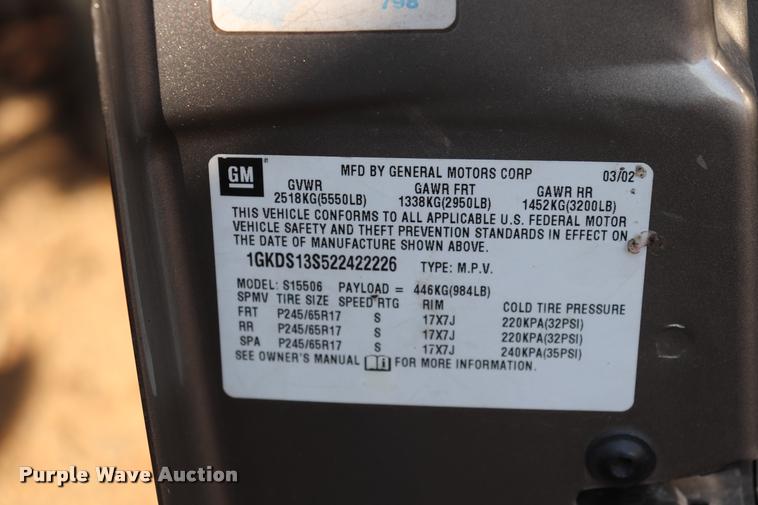 798
GM
MFD BY GENERAL MOTORS CORP 03/02
GVWR GAWR FRT GAWR RR
2518KG(5550LB) 1338KG(2950LB) 1452KG(3200LB)
THIS VEHICLE CONFORMS TO ALL APPLICABLE U.S. FEDERAL MOTOR
VEHICLE SAFETY AND THEFT PREVENTION STANDARDS IN EFFECT ON
THE DATE OF MANUFACTURE SHOWN ABOVE.
1GKDS13S522422226 TYPE: M.P.V.
MODEL: S15506 PAYLOAD = 446KG(984LB)
SPMV TIRE SIZE SPEED RTG RIM COLD TIRE PRESSURE
FRT P245/65R17 S 17X7J 220KPA(32PSI)
RR P245/65R17 S 17X7J 220KPA(32PSI)
SPA P245/65R17 S 17X7J 240KPA(35PSI)
SEE OWNER'S MANUAL FOR MORE INFORMATION.
Purple Wave Auction